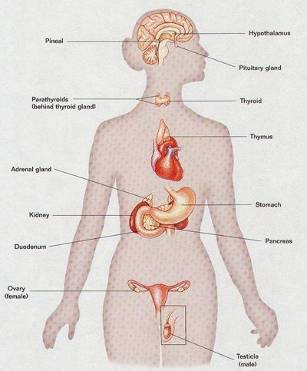 Pineal
Hypothalamus
Pituitary gland
Parathyroids
(behind thyroid gland)
Thyroid
Thymus
Adrenal gland
Kidney
Stomach
Duodenum
Pancreas
Ovary
(female)
Testicle
(male)